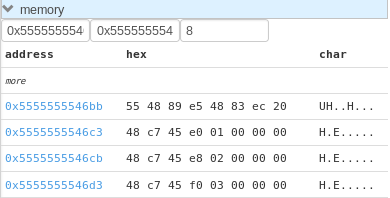 memory
0x555555554 0x555555554 8
address hex char
more
0x5555555546bb 55 48 89 e5 48 83 ec 20 UH..H...
0x5555555546c3 48 c7 45 e0 01 00 00 00 H.E.....
0x5555555546cb 48 c7 45 e8 02 00 00 00 H.E.....
0x5555555546d3 48 c7 45 f0 03 00 00 00 H.E.....